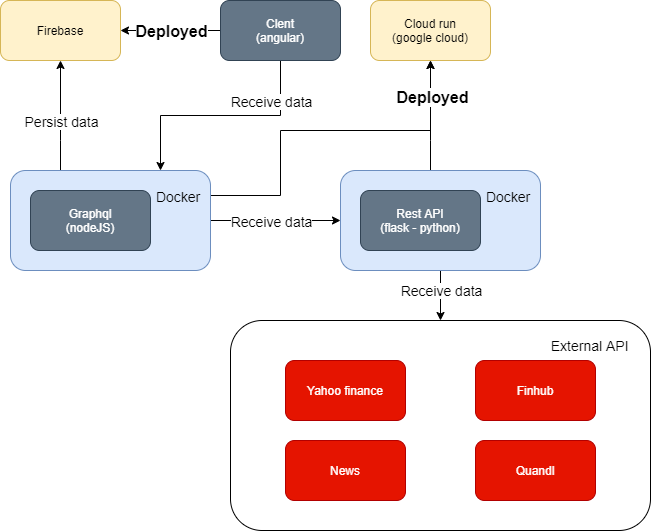 Firebase
Deployed
Clent
(angular)
Cloud run
(google cloud)
Persist data
Receive data
Deployed
Docker
Graphql
(nodeJS)
Receive data
Docker
Rest API
(flask - python)
Receive data
External API
Yahoo finance
Finhub
News
Quandl